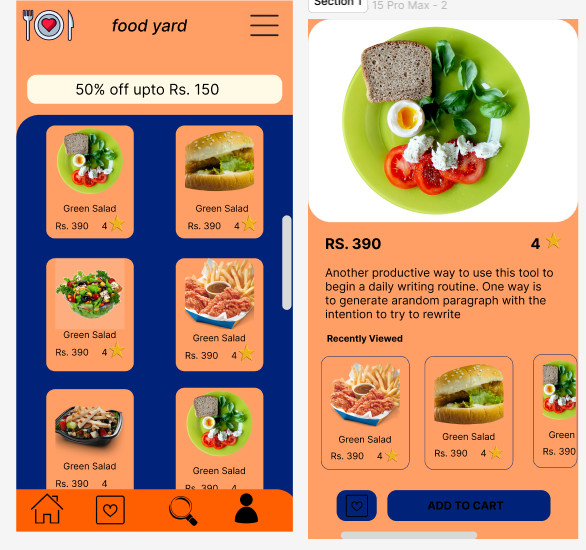 Section 1
15 Pro Max - 2
food yard
50% off upto Rs. 150
Green Salad
Rs. 390 4
Green Salad
Rs. 390 4
Green Salad
Rs. 390 4
Green Salad
Rs. 390 4
Green Salad
Rs. 390 4
Green Salad
Rs. 390 4
RS. 390
4
Another productive way to use this tool to
begin a daily writing routine. One way is
to generate arandom paragraph with the
intention to try to rewrite
Recently Viewed
Green Salad
Rs. 390 4
Green Salad
Rs. 390 4
Green
Rs. 390
ADD TO CART